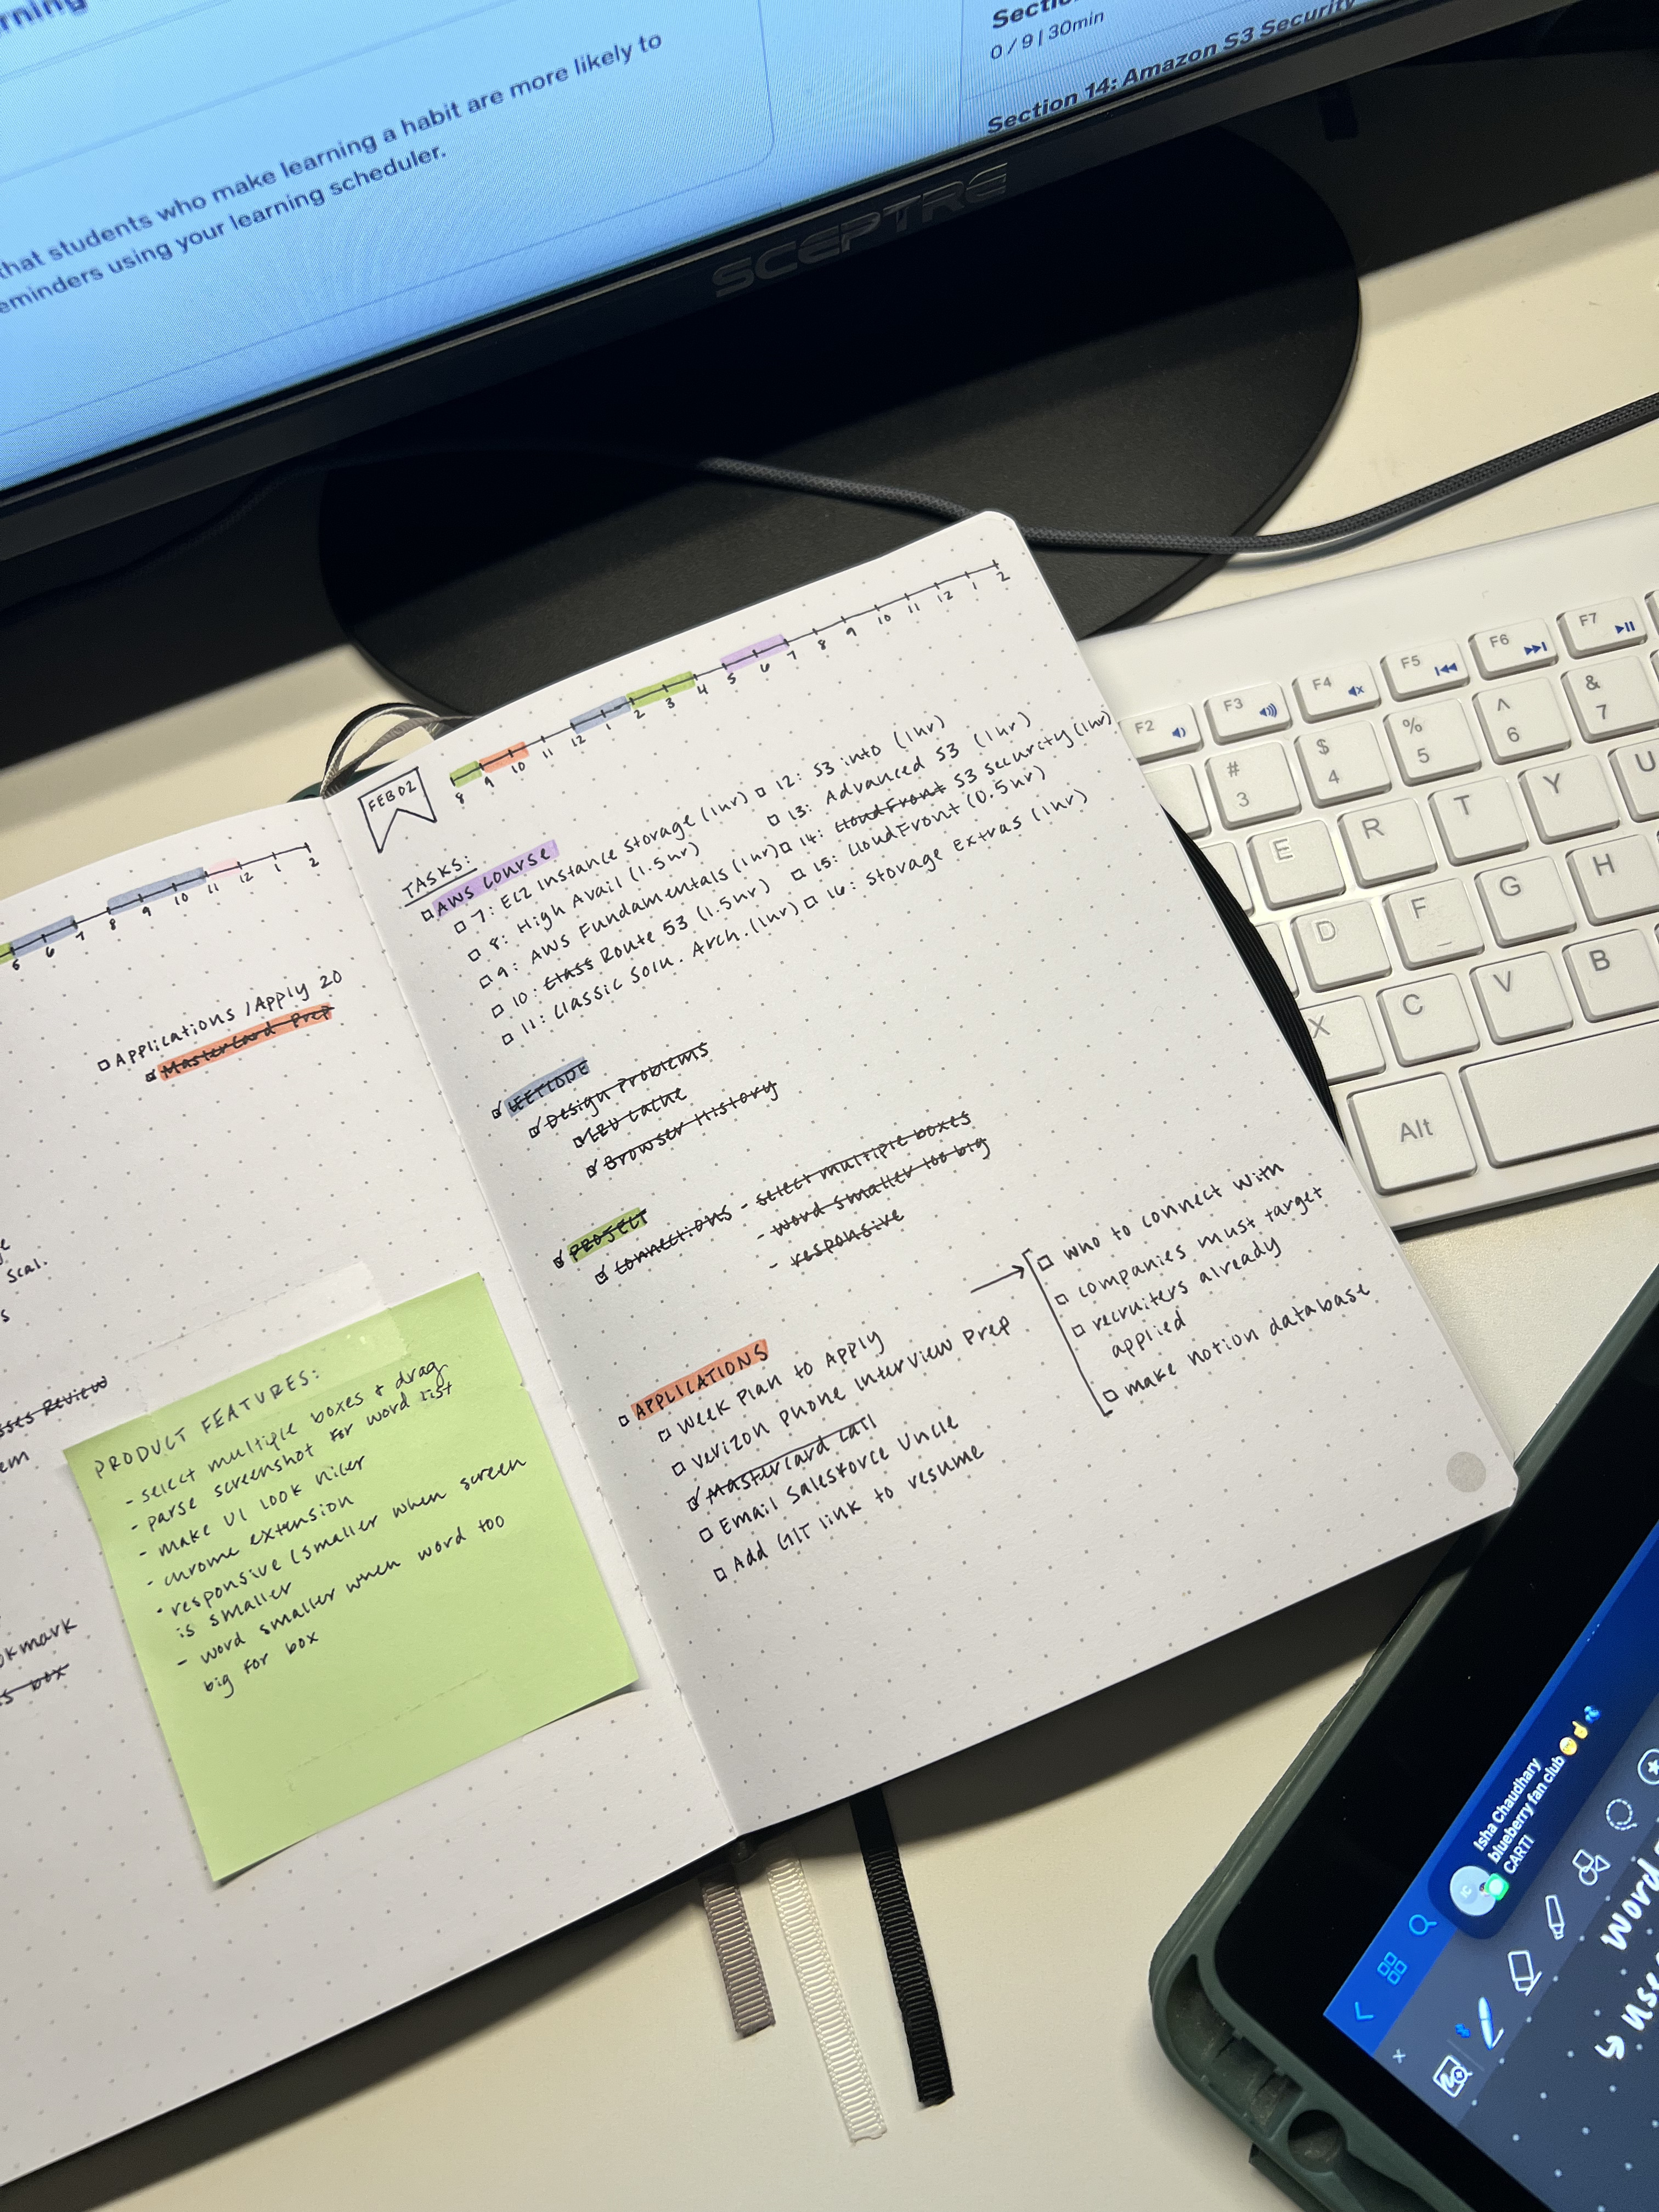 rning
that students who make learning a habit are more likely to
eminders using your learning scheduler.
Sectio
0 / 9 | 30min
Section 14: Amazon S3 Security
SCEPTRE
5 6 7 8 9 10 11 12 1 2
Applications / Apply 20
MasterCard Prep
scal.
sses Review
em
okmark
s box
PRODUCT FEATURES:
- select multiple boxes + drag
- parse screenshot for word list
- make UI look nicer
- chrome extension
- responsive (smaller when screen
is smaller
- word smaller when word too
big for box
FEB 02
8 9 10 11 12 1 2 3 4 5 6 7 8 9 10 11 12 1 2
TASKS:
AWS COURSE
7: EC2 Instance Storage (1hr)
8: High Avail (1.5hr)
9: AWS Fundamentals (1hr)
10: Class Route 53 (1.5hr)
11: Classic Soln. Arch. (1hr)
12: S3 into (1hr)
13: Advanced S3 (1hr)
14: CloudFront S3 Security (1hr)
15: CloudFront (0.5hr)
16: Storage Extras (1hr)
LEETCODE
Design Problems
LRU Cache
Browser History
PROJECT
Connections - select multiple boxes
- word smaller too big
- responsive
APPLICATIONS
Week Plan to Apply
Verizon Phone Interview Prep
MasterCard Call
Email Salesforce Uncle
Add GIT link to resume
who to connect with
companies must target
recruiters already
applied
make notion database
F2
F3
F4
F5
F6
F7
# 3
$ 4
% 5
^ 6
& 7
E R T Y U
D F G H
X C V B
Alt
Isha Chaudhary
blueberry fan club 😶☝️💦
CARTI
IC
word
↳ use